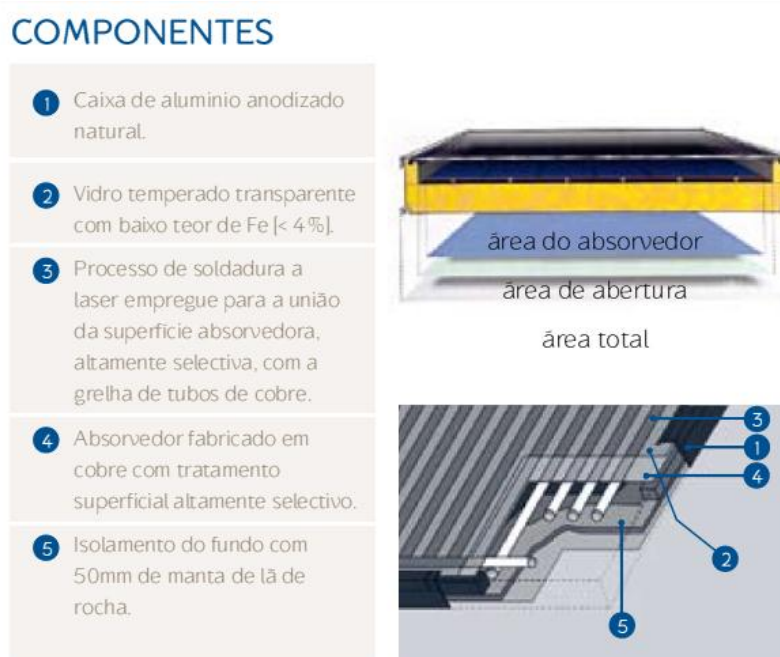 COMPONENTES
1 Caixa de aluminio anodizado
natural.
2 Vidro temperado transparente
com baixo teor de Fe [< 4%].
3 Processo de soldadura a
laser empregue para a união
da superfície absorvedora,
altamente selectiva, com a
grelha de tubos de cobre.
4 Absorvedor fabricado em
cobre com tratamento
superficial altamente selectivo.
5 Isolamento do fundo com
50mm de manta de lã de
rocha.
área do absorvedor
área de abertura
área total
3
1
4
2
5